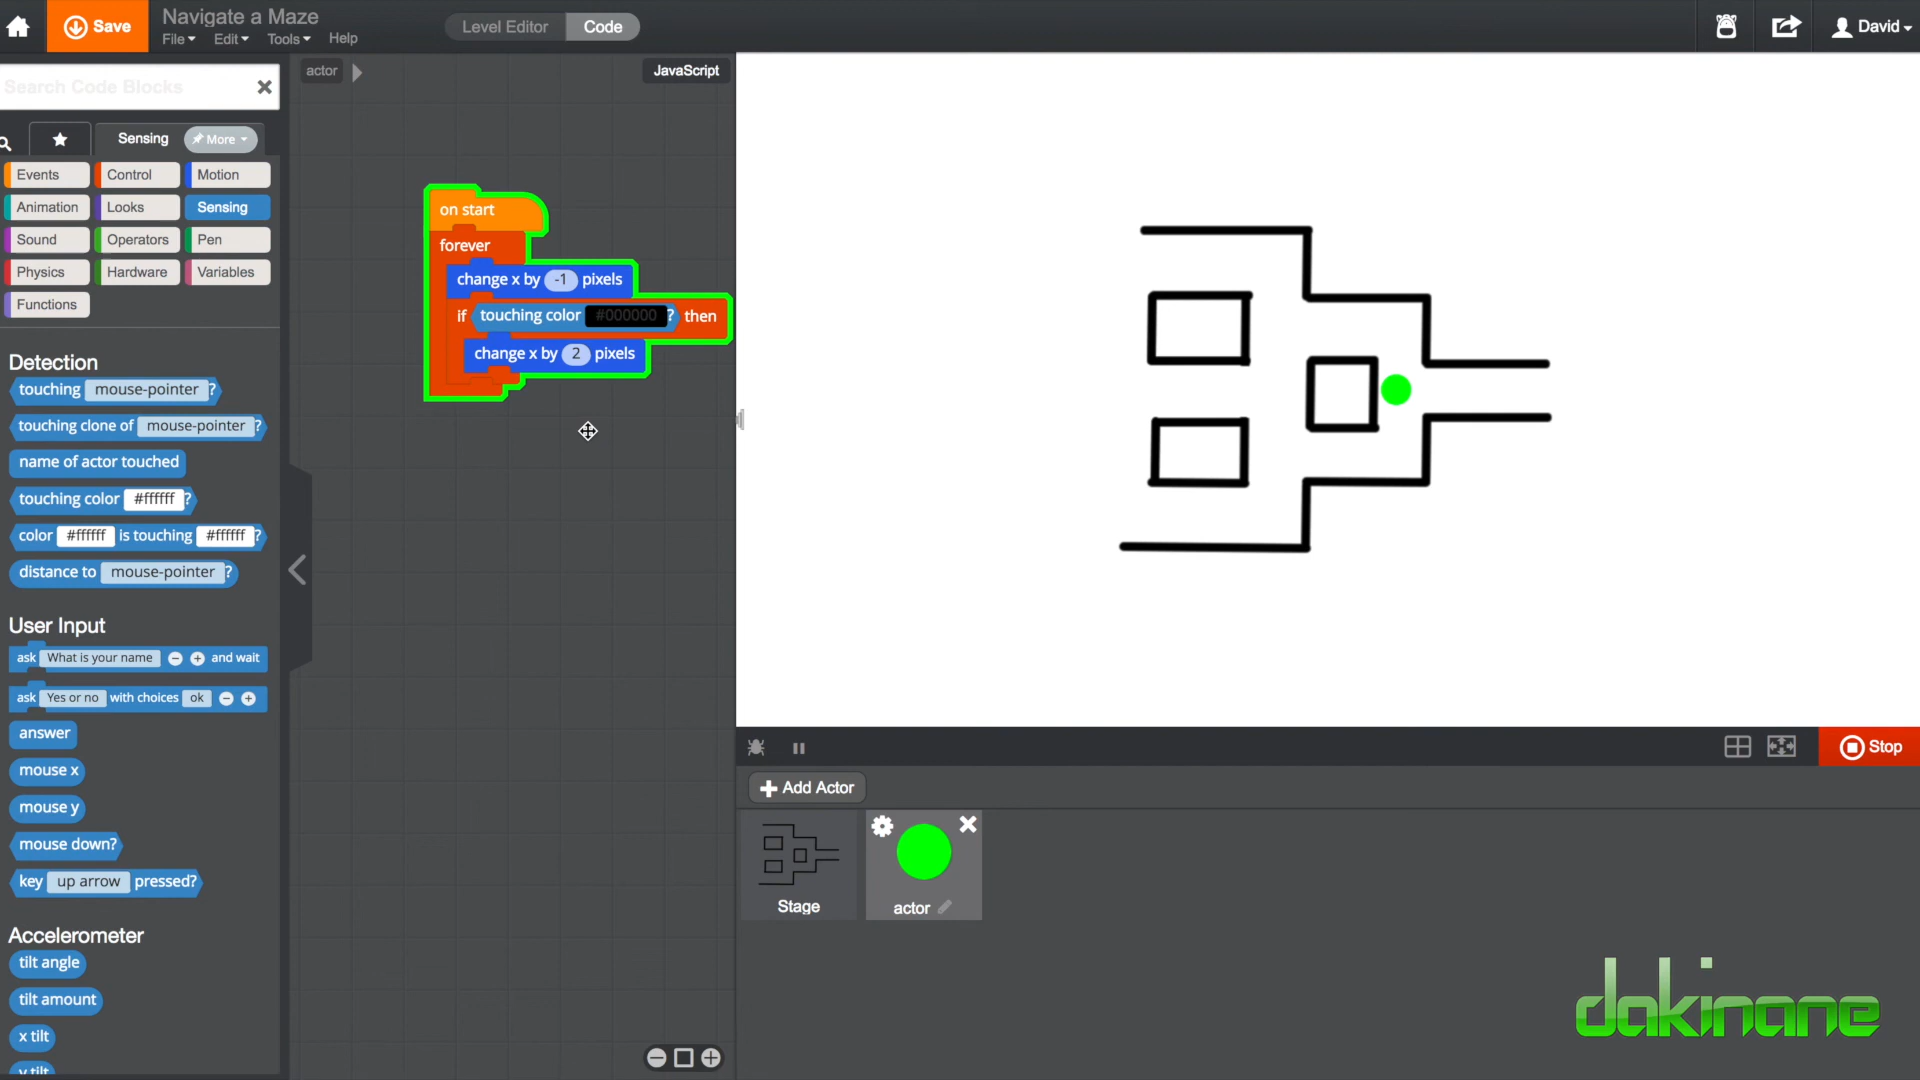 Save
Navigate a Maze
File
Edit
Tools
Help
Level Editor
Code
David
Search Code Blocks
actor
JavaScript
Sensing
More
Events
Control
Motion
Animation
Looks
Sensing
Sound
Operators
Pen
Physics
Hardware
Variables
Functions
on start
forever
change x by -1 pixels
if touching color #000000 ? then
change x by 2 pixels
Detection
touching mouse-pointer ?
touching clone of mouse-pointer ?
name of actor touched
touching color #ffffff ?
color #ffffff is touching #ffffff ?
distance to mouse-pointer ?
User Input
ask What is your name and wait
ask Yes or no with choices ok
answer
mouse x
mouse y
mouse down?
key up arrow pressed?
Accelerometer
tilt angle
tilt amount
x tilt
y tilt
Stop
Add Actor
Stage
actor
dakinane